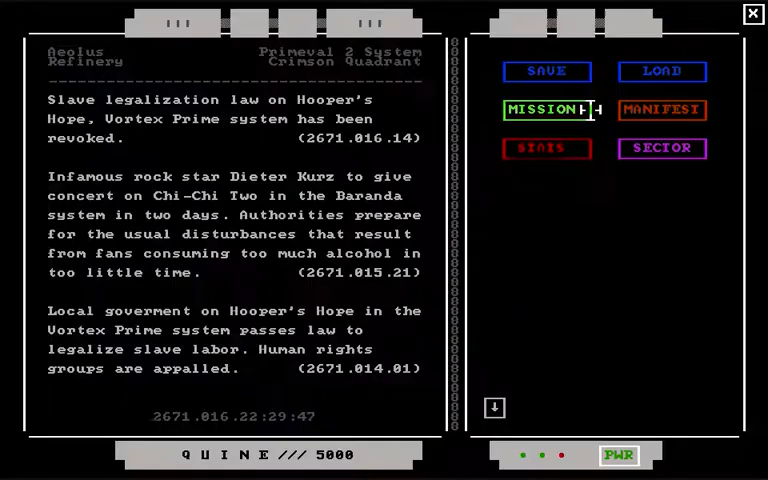 Aeolus Primeval 2 System
Refinery Crimson Quadrant
Slave legalization law on Hooper's
Hope, Vortex Prime system has been
revoked. (2671.016.14)
Infamous rock star Dieter Kurz to give
concert on Chi-Chi Two in the Baranda
system in two days. Authorities prepare
for the usual disturbances that result
from fans consuming too much alcohol in
too little time. (2671.015.21)
Local goverment on Hooper's Hope in the
Vortex Prime system passes law to
legalize slave labor. Human rights
groups are appalled. (2671.014.01)
2671.016.22:29:47
QUINE /// 5000
SAVE LOAD
MISSION MANIFEST
STATS SECTOR
PWR